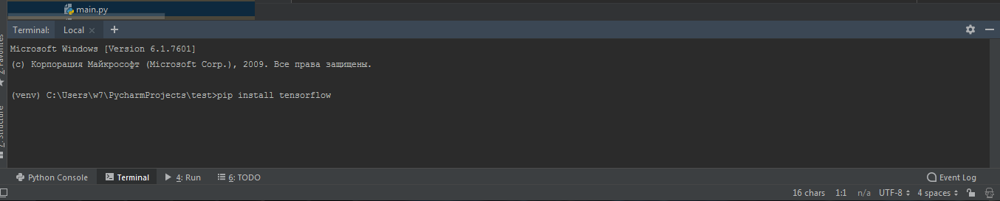 main.py
Terminal: Local × +
Microsoft Windows [Version 6.1.7601]
(c) Корпорация Майкрософт (Microsoft Corp.), 2009. Все права защищены.
(venv) C:\Users\w7\PycharmProjects\test>pip install tensorflow
2: Favorites
7: Structure
Python Console Terminal 4: Run 6: TODO Event Log
16 chars 1:1 n/a UTF-8 4 spaces